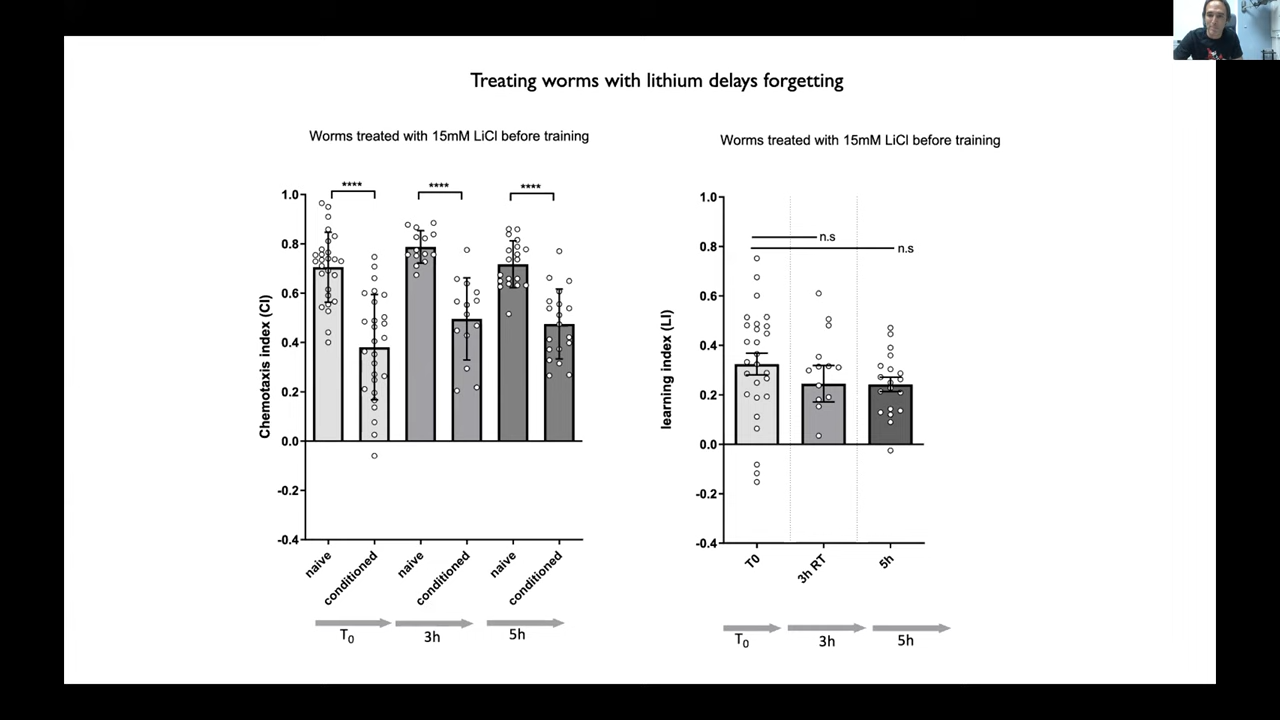 Treating worms with lithium delays forgetting
Worms treated with 15mM LiCl before training
**** **** ****
1.0
0.8
0.6
0.4
0.2
0.0
-0.2
-0.4
Chemotaxis index (CI)
naive conditioned naive conditioned naive conditioned
T0 3h 5h
Worms treated with 15mM LiCl before training
n.s
n.s
1.0
0.8
0.6
0.4
0.2
0.0
-0.2
-0.4
learning index (LI)
T0 3h RT 5h
T0 3h 5h